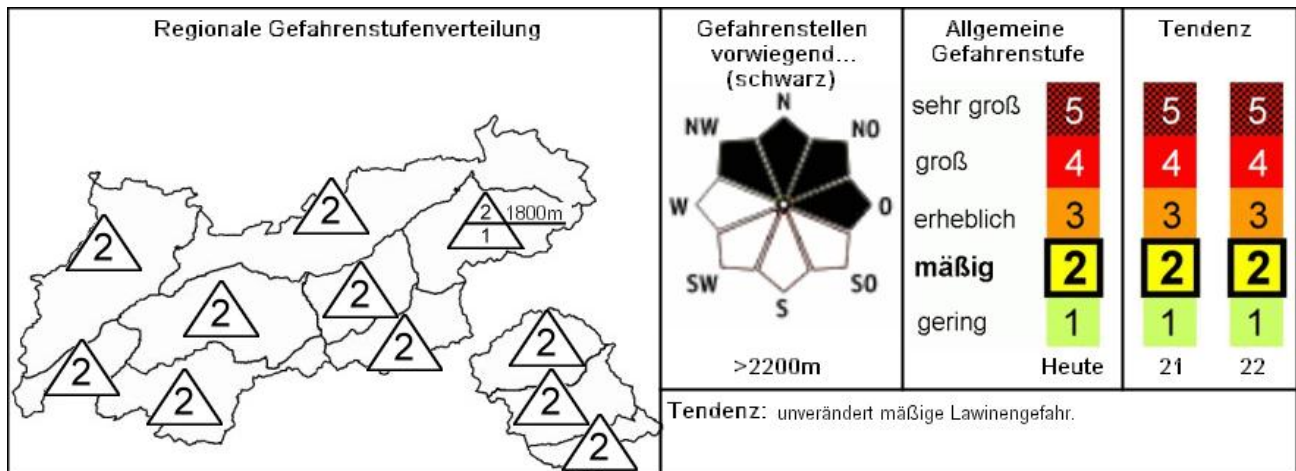 Regionale Gefahrenstufenverteilung
2
2
1800m
1
2
2
2
2
2
2
2
2
2
Gefahrenstellen
vorwiegend...
(schwarz)
N
NW
NO
W
O
SW
SO
S
>2200m
Allgemeine
Gefahrenstufe
sehr groß 5
groß 4
erheblich 3
mäßig 2
gering 1
Heute
Tendenz
5 5
4 4
3 3
2 2
1 1
21 22
Tendenz: unverändert mäßige Lawinengefahr.